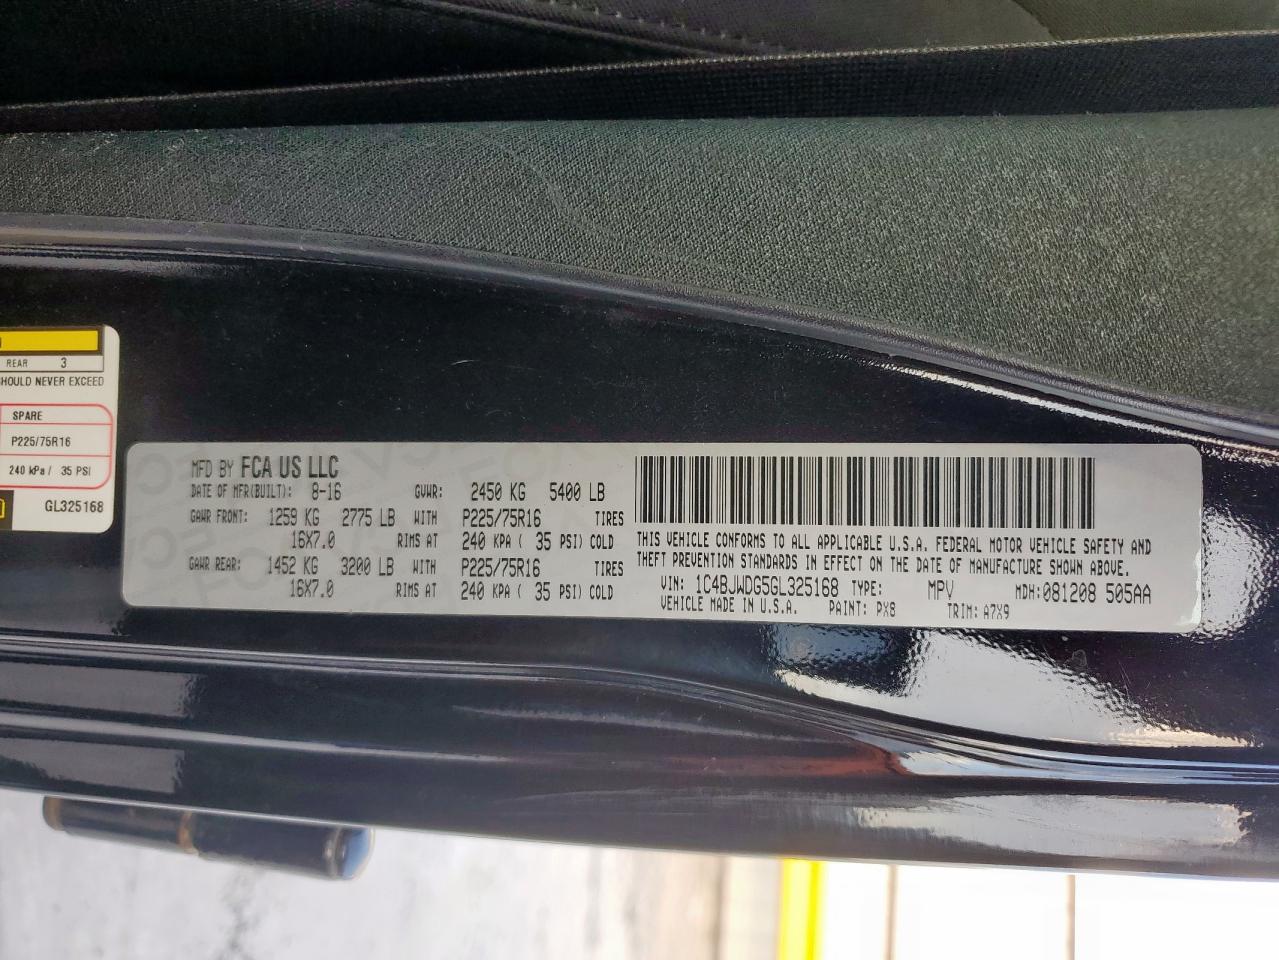 REAR 3
SHOULD NEVER EXCEED
SPARE
P225/75R16
240 kPa / 35 PSI
GL325168
MFD BY FCA US LLC
DATE OF MFR(BUILT): 8-16 GVWR: 2450 KG 5400 LB
GAWR FRONT: 1259 KG 2775 LB WITH P225/75R16 TIRES
16X7.0 RIMS AT 240 KPA ( 35 PSI) COLD
GAWR REAR: 1452 KG 3200 LB WITH P225/75R16 TIRES
16X7.0 RIMS AT 240 KPA ( 35 PSI) COLD
THIS VEHICLE CONFORMS TO ALL APPLICABLE U.S.A. FEDERAL MOTOR VEHICLE SAFETY AND
THEFT PREVENTION STANDARDS IN EFFECT ON THE DATE OF MANUFACTURE SHOWN ABOVE.
VIN: 1C4BJWDG5GL325168 TYPE: MPV MDH:081208 505AA
VEHICLE MADE IN U.S.A. PAINT: PX8 TRIM: A7X9